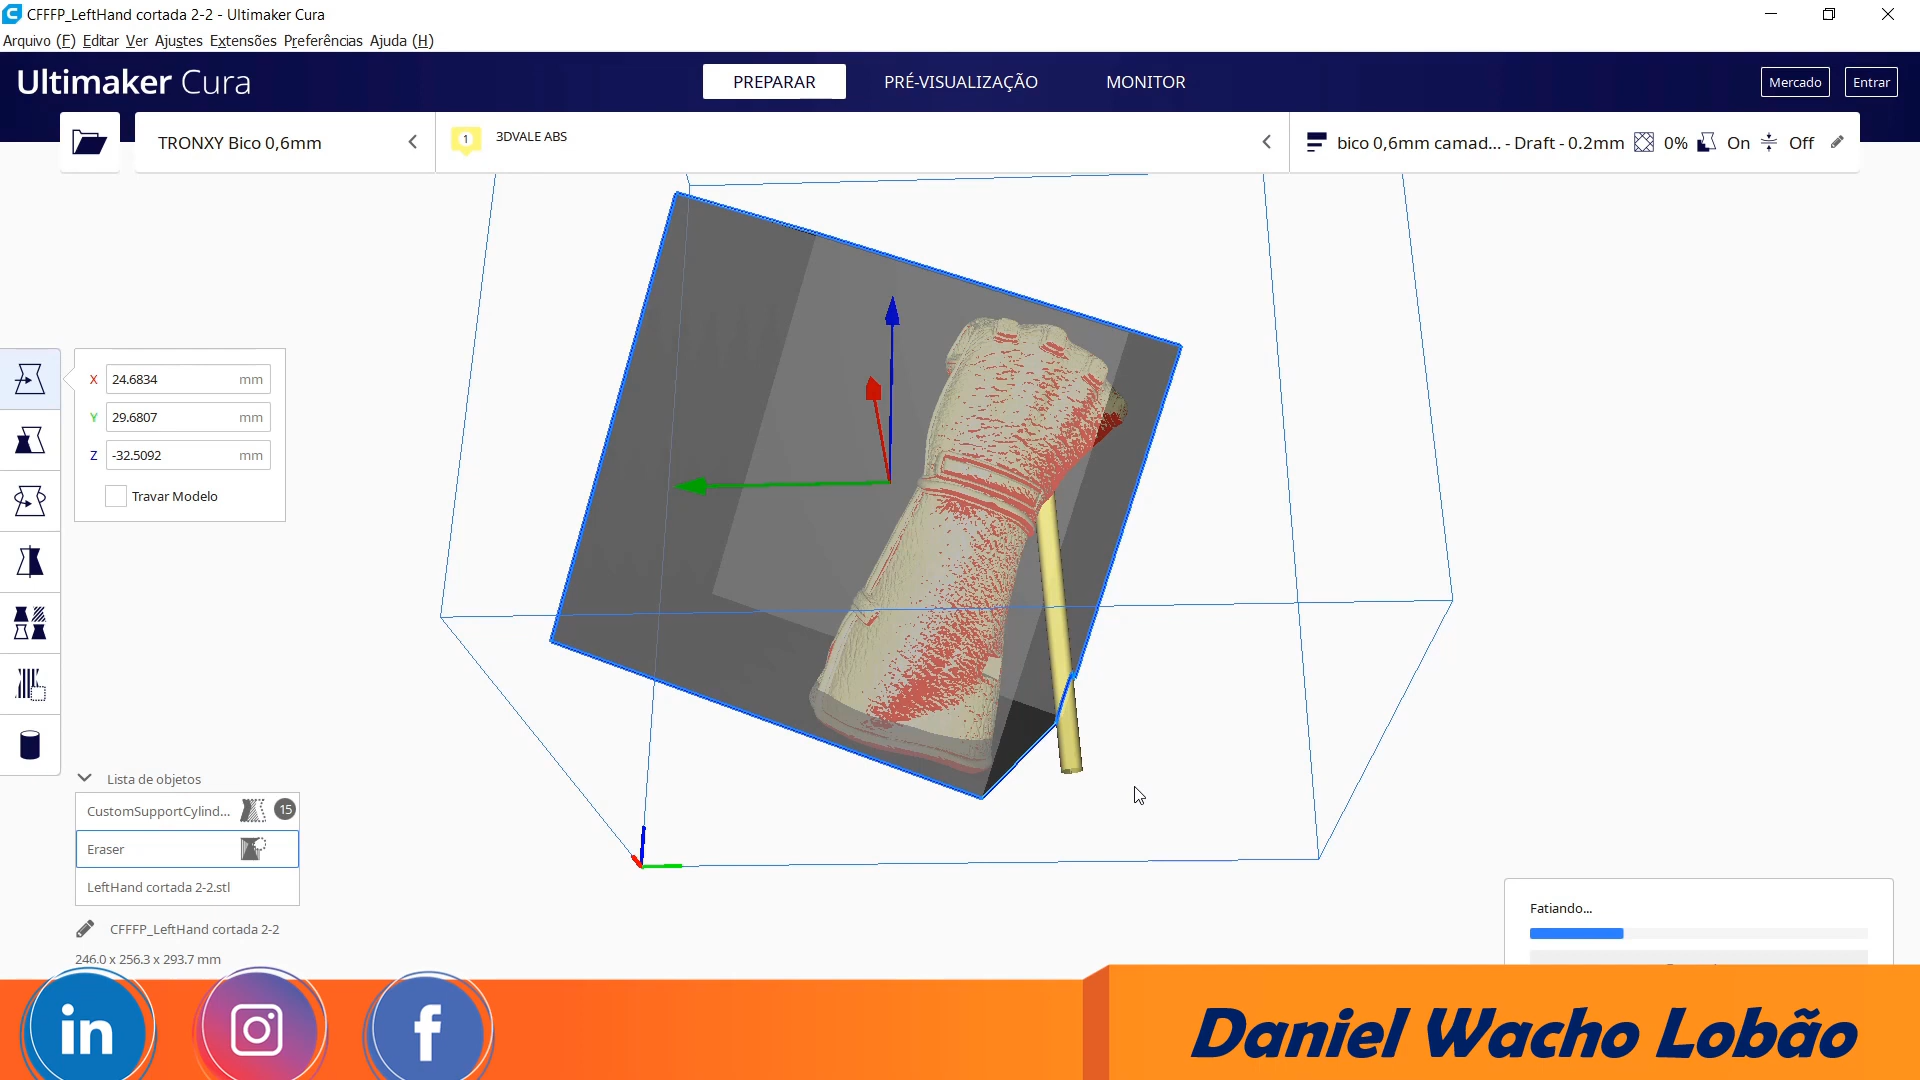 CFFFP_LeftHand cortada 2-2 - Ultimaker Cura
Arquivo (F) Editar Ver Ajustes Extensões Preferências Ajuda (H)
Ultimaker Cura
PREPARAR
PRÉ-VISUALIZAÇÃO
MONITOR
Mercado
Entrar
TRONXY Bico 0,6mm
1
3DVALE ABS
bico 0,6mm camad... - Draft - 0.2mm
0%
On
Off
X 24.6834 mm
Y 29.6807 mm
Z -32.5092 mm
Travar Modelo
Lista de objetos
CustomSupportCylind... 15
Eraser
LeftHand cortada 2-2.stl
CFFFP_LeftHand cortada 2-2
246.0 x 256.3 x 293.7 mm
Fatiando...
in
f
Daniel Wacho Lobão